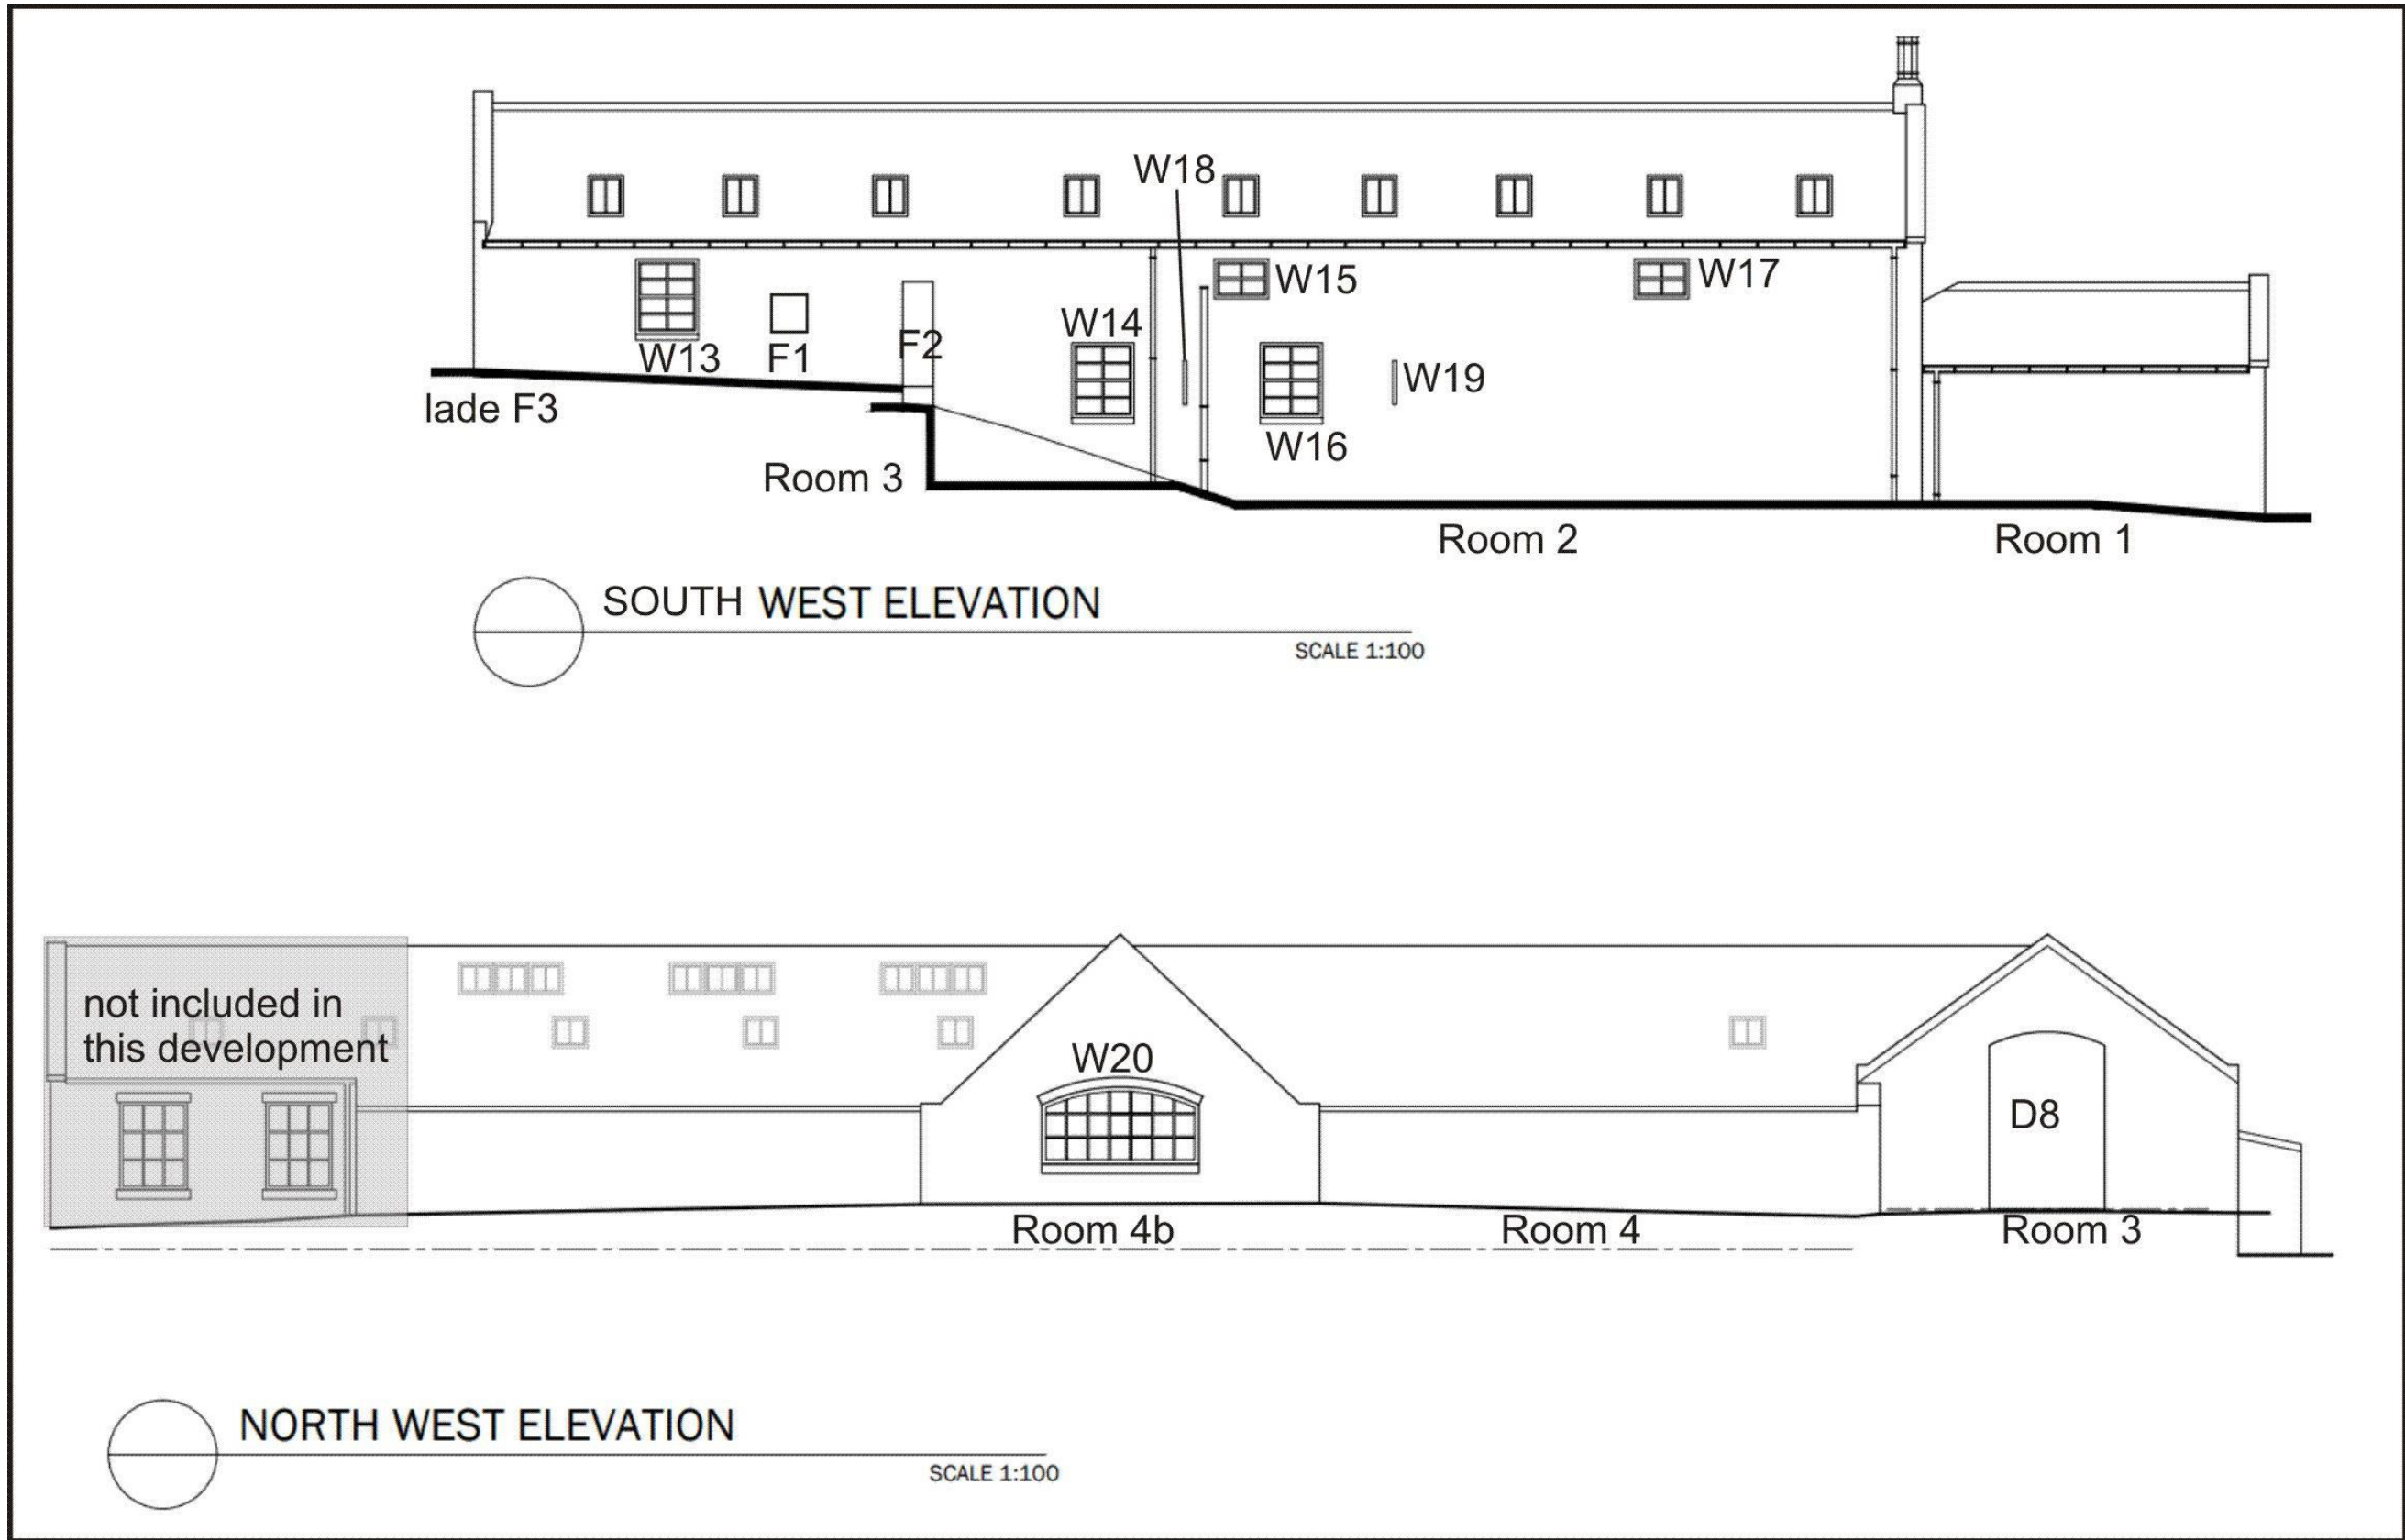 W18
W15
W17
W14
F2
W13
F1
W19
lade F3
W16
Room 3
Room 2
Room 1
SOUTH WEST ELEVATION
SCALE 1:100
not included in
this development
W20
D8
Room 4b
Room 4
Room 3
NORTH WEST ELEVATION
SCALE 1:100